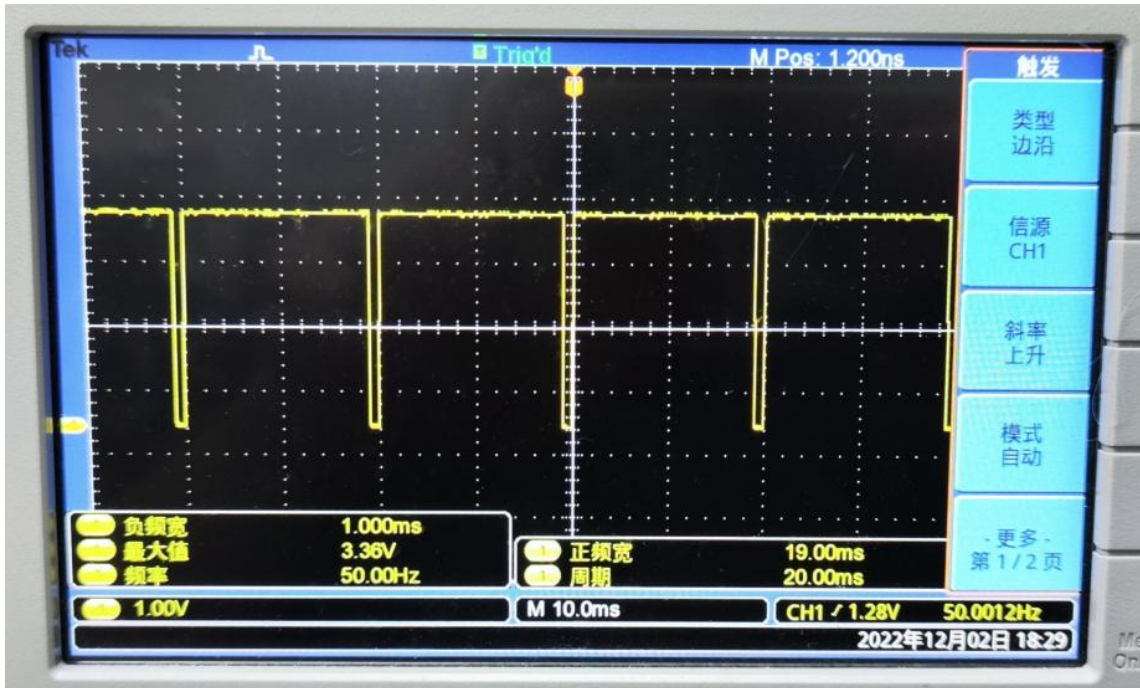 Tek
Trig'd
M Pos: 1.200ns
触发
类型
边沿
信源
CH1
斜率
上升
模式
自动
- 更多 -
第 1 / 2 页
负频宽 1.000ms
最大值 3.36V
频率 50.00Hz
正频宽 19.00ms
周期 20.00ms
1.00V
M 10.0ms
CH1 / 1.28V 50.0012Hz
2022年12月02日 18:29